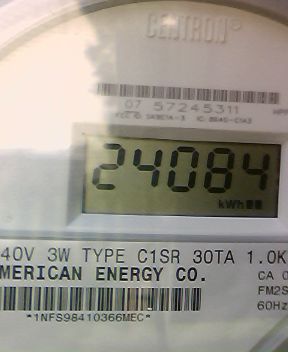 CENTRON®
07 57245311
24084
kWh
40V 3W TYPE C1SR 30TA 1.0K
MERICAN ENERGY CO.
CA 0
FM2S
60Hz
*1NFS98410366MEC*